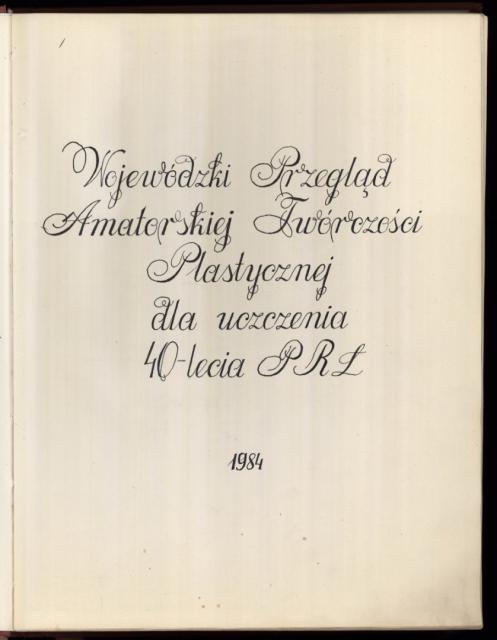 Wojewódzki Przegląd
Amatorskiej Twórczości
Plastycznej
dla uczczenia
40-lecia PRL
1984